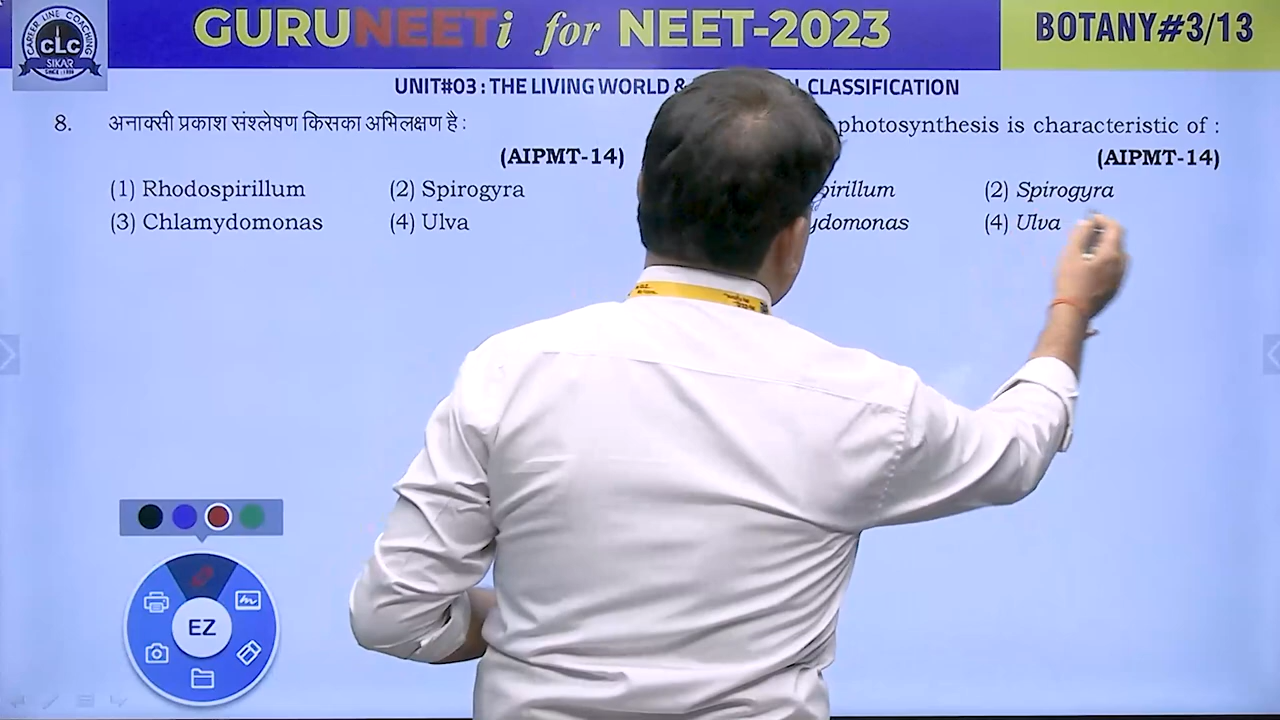 CAREER LINE COACHING
CLC
SIKAR
SINCE : 1996
GURUNEETi for NEET-2023
BOTANY#3/13
UNIT#03 : THE LIVING WORLD & CLASSIFICATION
8. अनाक्सी प्रकाश संश्लेषण किसका अभिलक्षण है :
(AIPMT-14)
(1) Rhodospirillum (2) Spirogyra
(3) Chlamydomonas (4) Ulva
photosynthesis is characteristic of :
(AIPMT-14)
pirillum (2) Spirogyra
ydomonas (4) Ulva
EZ